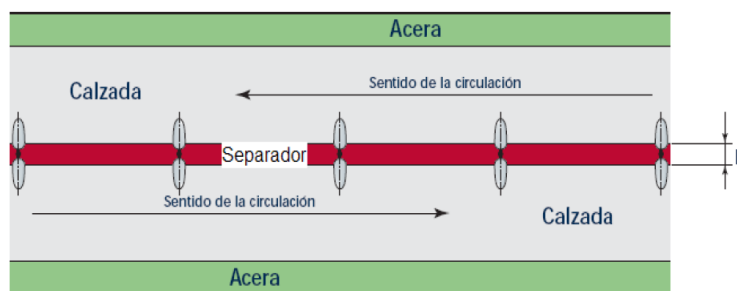 Acera
Sentido de la circulación
Calzada
Separador
Sentido de la circulación
Calzada
Acera